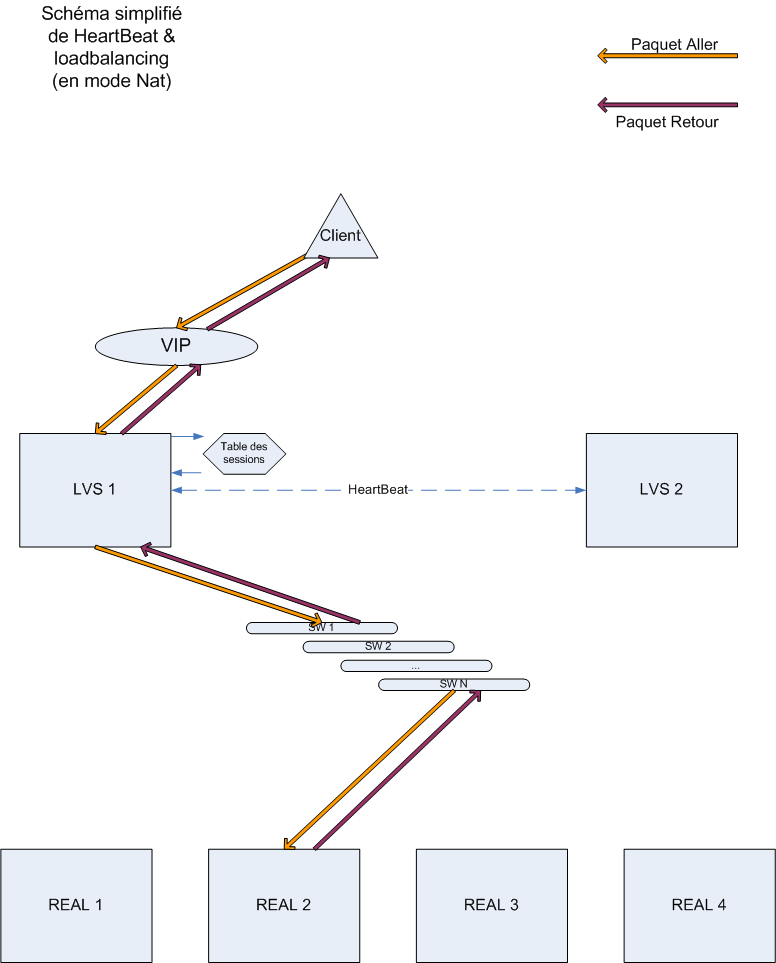 Schéma simplifié
de HeartBeat &
loadbalancing
(en mode Nat)
Paquet Aller
Paquet Retour
Client
VIP
Table des
sessions
LVS 1
HeartBeat
LVS 2
SW 1
SW 2
...
SW N
REAL 1
REAL 2
REAL 3
REAL 4